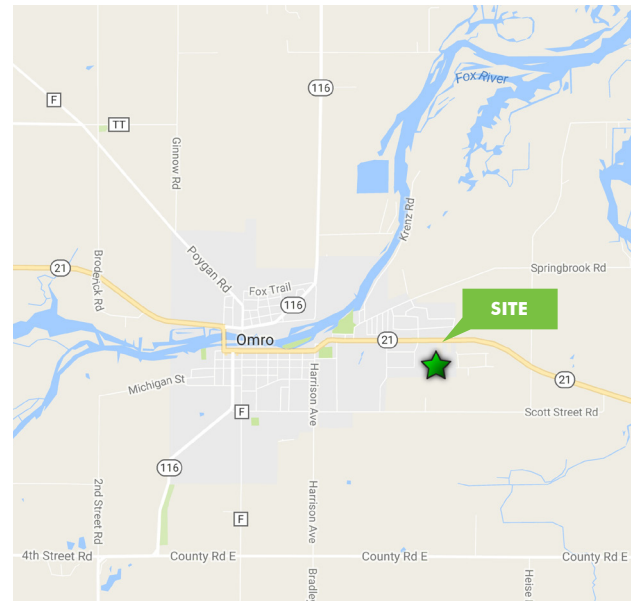 116
Fox River
F
TT
Ginnow Rd
Krenz Rd
Poygan Rd
Broderick Rd
21
Springbrook Rd
Fox Trail
116
SITE
Omro
21
Michigan St
21
Harrison Ave
F
Scott Street Rd
116
2nd Street Rd
Harrison Ave
F
4th Street Rd
County Rd E
County Rd E
County Rd E
Bradley
Heise